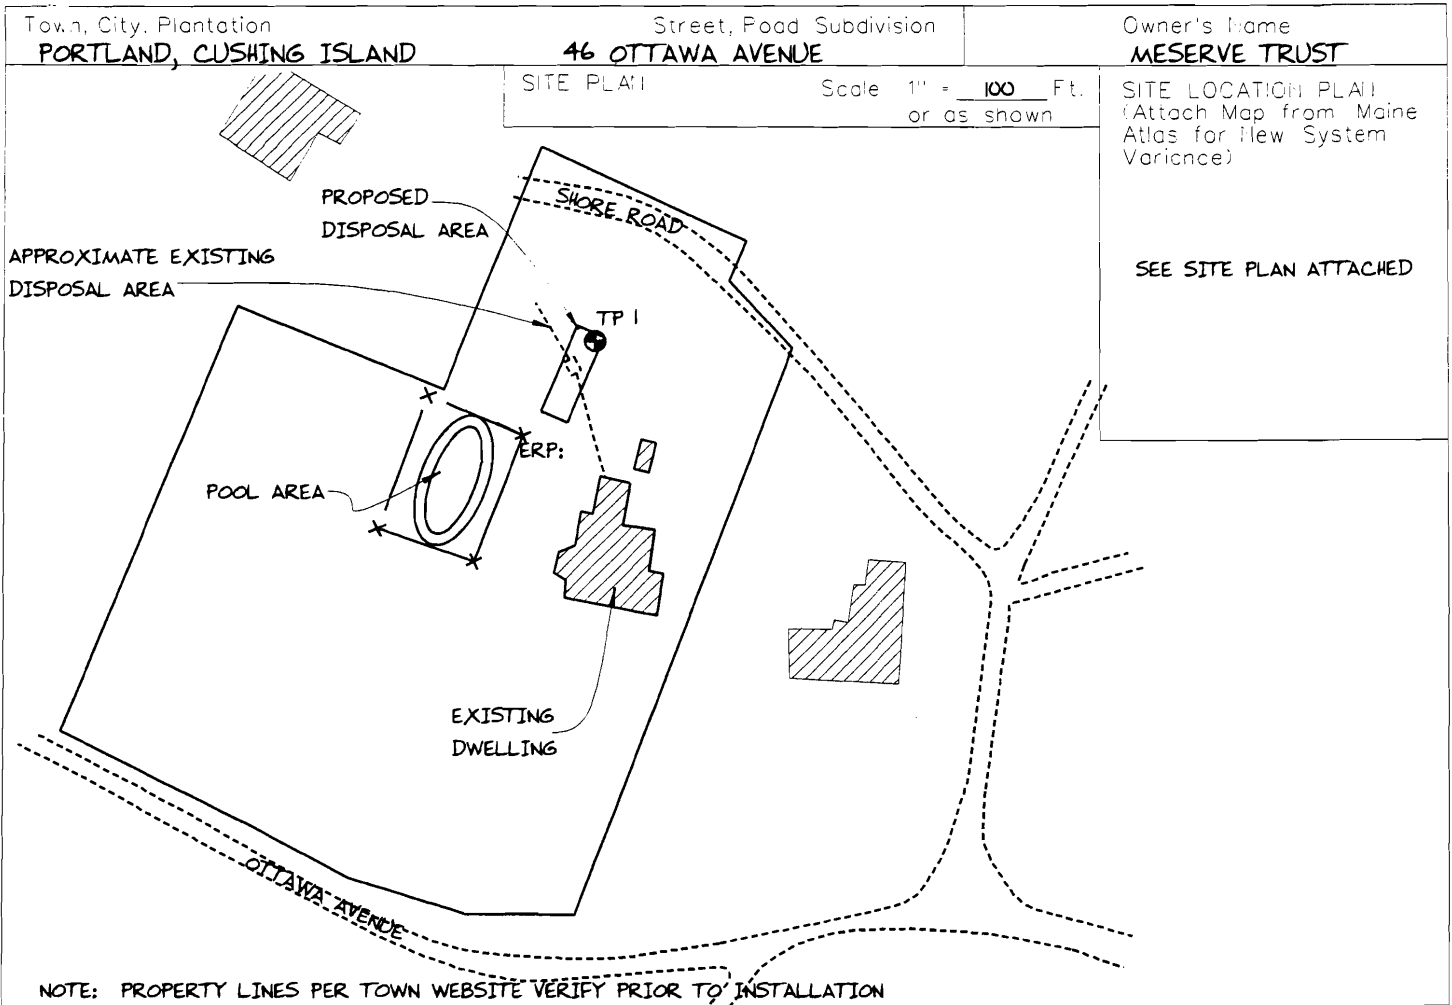 Town, City, Plantation
Street, Road Subdivision
Owner's Name
PORTLAND, CUSHING ISLAND
46 OTTAWA AVENUE
MESERVE TRUST
SITE PLAN
Scale 1" = 100 Ft.
or as shown
SITE LOCATION PLAN
(Attach Map from Maine
Atlas for New System
Variance)
SEE SITE PLAN ATTACHED
PROPOSED
DISPOSAL AREA
SHORE ROAD
APPROXIMATE EXISTING
DISPOSAL AREA
TP 1
ERP:
POOL AREA
EXISTING
DWELLING
OTTAWA AVENUE
NOTE: PROPERTY LINES PER TOWN WEBSITE VERIFY PRIOR TO INSTALLATION